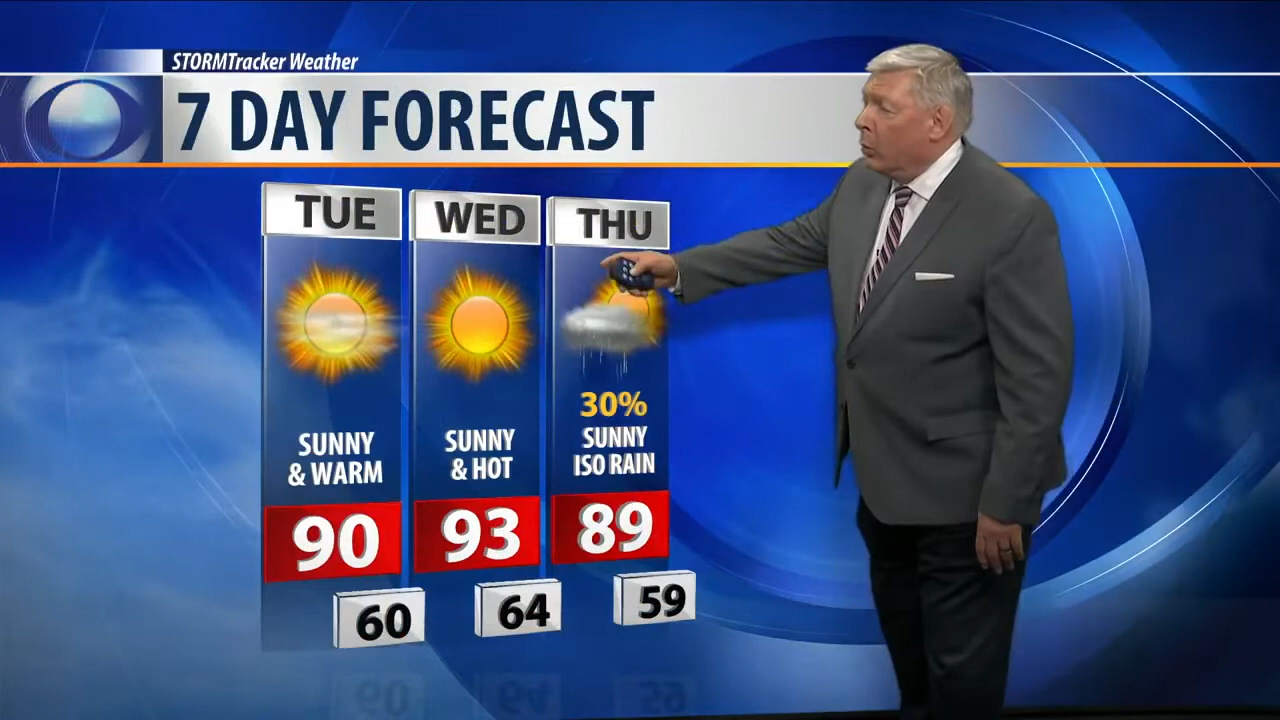 STORMTracker Weather
7 DAY FORECAST
TUE
SUNNY
& WARM
90
60
WED
SUNNY
& HOT
93
64
THU
30%
SUNNY
ISO RAIN
89
59